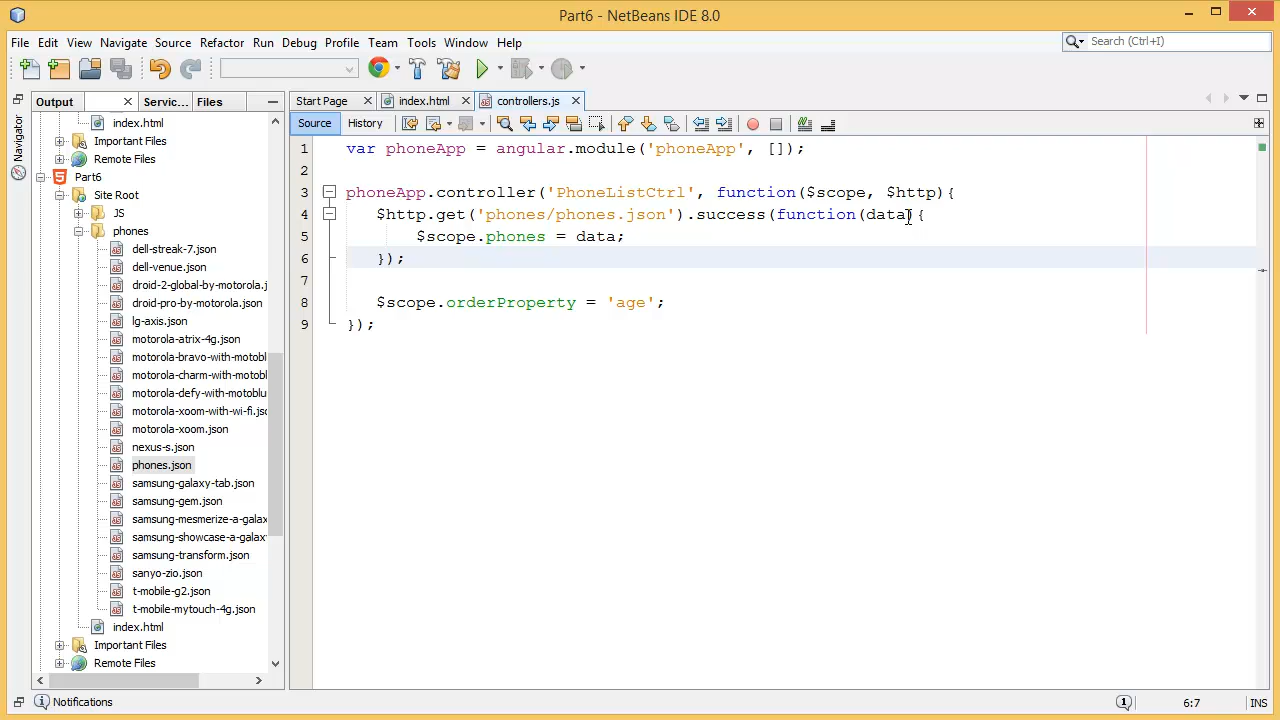 Part6 - NetBeans IDE 8.0
File Edit View Navigate Source Refactor Run Debug Profile Team Tools Window Help
Search (Ctrl+I)
Output Servic... Files
Start Page index.html controllers.js
Source History
Navigator
index.html
Important Files
Remote Files
Part6
Site Root
JS
phones
dell-streak-7.json
dell-venue.json
droid-2-global-by-motorola.j
droid-pro-by-motorola.json
lg-axis.json
motorola-atrix-4g.json
motorola-bravo-with-motobl
motorola-charm-with-motobl
motorola-defy-with-motoblu
motorola-xoom-with-wi-fi.jsc
motorola-xoom.json
nexus-s.json
phones.json
samsung-galaxy-tab.json
samsung-gem.json
samsung-mesmerize-a-galax
samsung-showcase-a-galax
samsung-transform.json
sanyo-zio.json
t-mobile-g2.json
t-mobile-mytouch-4g.json
index.html
Important Files
Remote Files
1 var phoneApp = angular.module('phoneApp', []);
2
3 phoneApp.controller('PhoneListCtrl', function($scope, $http){
4 $http.get('phones/phones.json').success(function(data){
5 $scope.phones = data;
6 });
7
8 $scope.orderProperty = 'age';
9 });
Notifications
1
6:7
INS